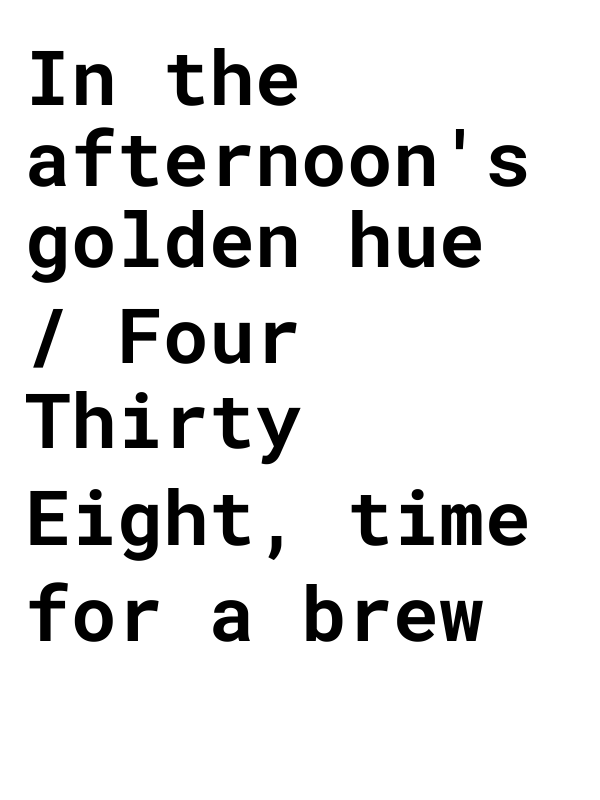 In the
afternoon's
golden hue
/ Four
Thirty
Eight, time
for a brew